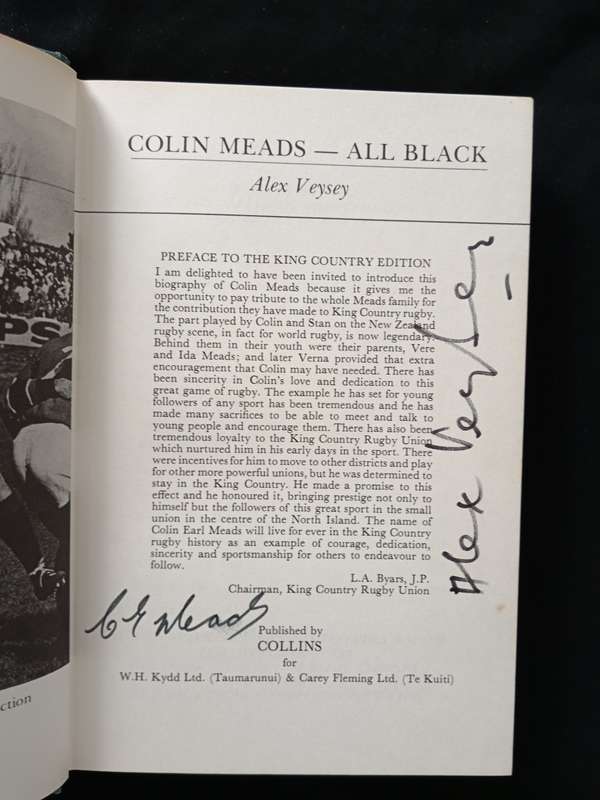 COLIN MEADS — ALL BLACK
Alex Veysey
PREFACE TO THE KING COUNTRY EDITION
I am delighted to have been invited to introduce this
biography of Colin Meads because it gives me the
opportunity to pay tribute to the whole Meads family for
the contribution they have made to King Country rugby.
The part played by Colin and Stan on the New Zealand
rugby scene, in fact for world rugby, is now legendary.
Behind them in their youth were their parents, Vere
and Ida Meads; and later Verna provided that extra
encouragement that Colin may have needed. There has
been sincerity in Colin's love and dedication to this
great game of rugby. The example he has set for young
followers of any sport has been tremendous and he has
made many sacrifices to be able to meet and talk to
young people and encourage them. There has also been
tremendous loyalty to the King Country Rugby Union
which nurtured him in his early days in the sport. There
were incentives for him to move to other districts and play
for other more powerful unions, but he was determined to
stay in the King Country. He made a promise to this
effect and he honoured it, bringing prestige not only to
himself but the followers of this great sport in the small
union in the centre of the North Island. The name of
Colin Earl Meads will live for ever in the King Country
rugby history as an example of courage, dedication,
sincerity and sportsmanship for others to endeavour to
follow.
L.A. Byars, J.P.
Chairman, King Country Rugby Union
C E Meads
Alex Veysey
Published by
COLLINS
for
W.H. Kydd Ltd. (Taumarunui) & Carey Fleming Ltd. (Te Kuiti)
PS
ction